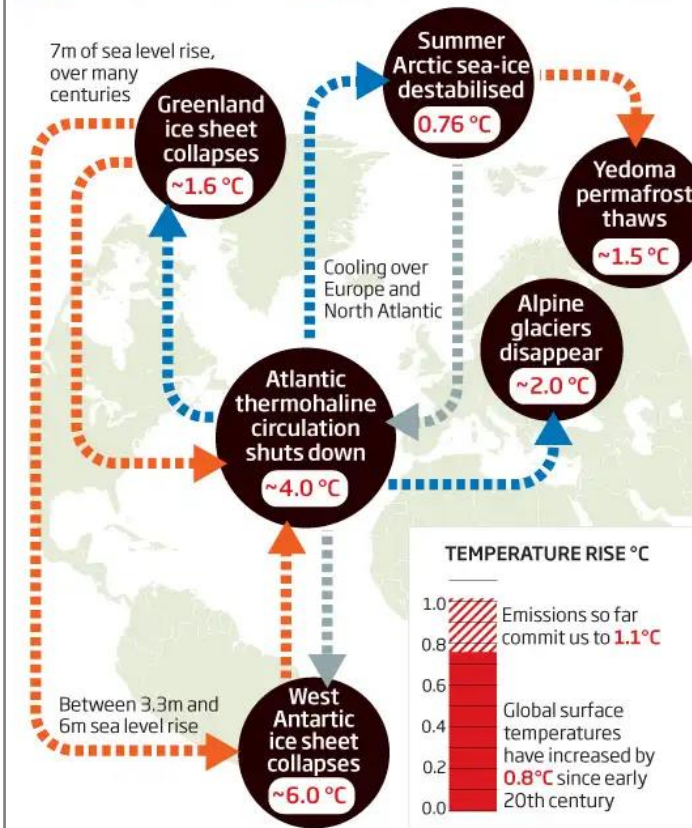 7m of sea level rise,
over many
centuries
Greenland
ice sheet
collapses
~1.6 °C
Summer
Arctic sea-ice
destabilised
0.76 °C
Yedoma
permafrost
thaws
~1.5 °C
Cooling over
Europe and
North Atlantic
Alpine
glaciers
disappear
~2.0 °C
Atlantic
thermohaline
circulation
shuts down
~4.0 °C
Between 3.3m and
6m sea level rise
West
Antartic
ice sheet
collapses
~6.0 °C
TEMPERATURE RISE °C
1.0
0.8
0.6
0.4
0.2
0.0
Emissions so far
commit us to 1.1°C
Global surface
temperatures
have increased by
0.8°C since early
20th century